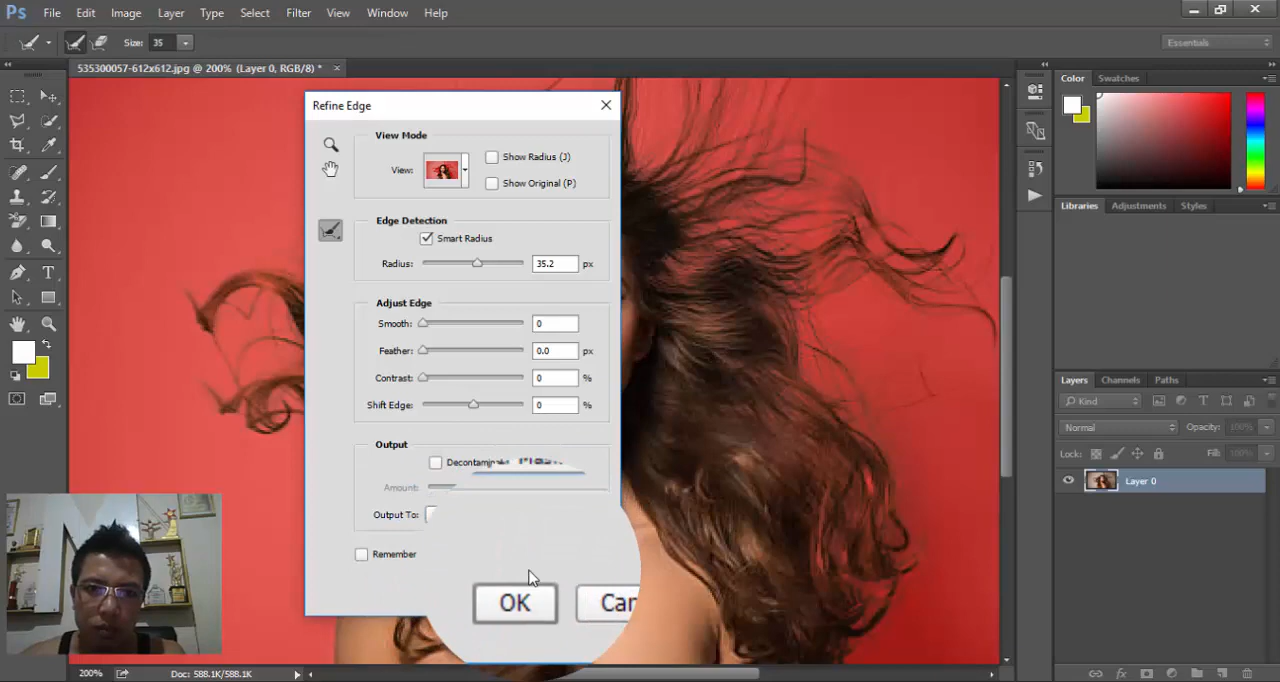 Ps File Edit Image Layer Type Select Filter View Window Help
Size: 35 Essentials
535300057-612x612.jpg @ 200% (Layer 0, RGB/8) *
Refine Edge
View Mode
View:
Show Radius (J)
Show Original (P)
Edge Detection
Smart Radius
Radius: 35.2 px
Adjust Edge
Smooth: 0
Feather: 0.0 px
Contrast: 0 %
Shift Edge: 0 %
Output
Amount:
Output To:
Remember
OK
Color Swatches
Libraries Adjustments Styles
Layers Channels Paths
Kind
Normal Opacity: 100%
Lock: Fill: 100%
Layer 0
200% Doc: 588.1K/588.1K